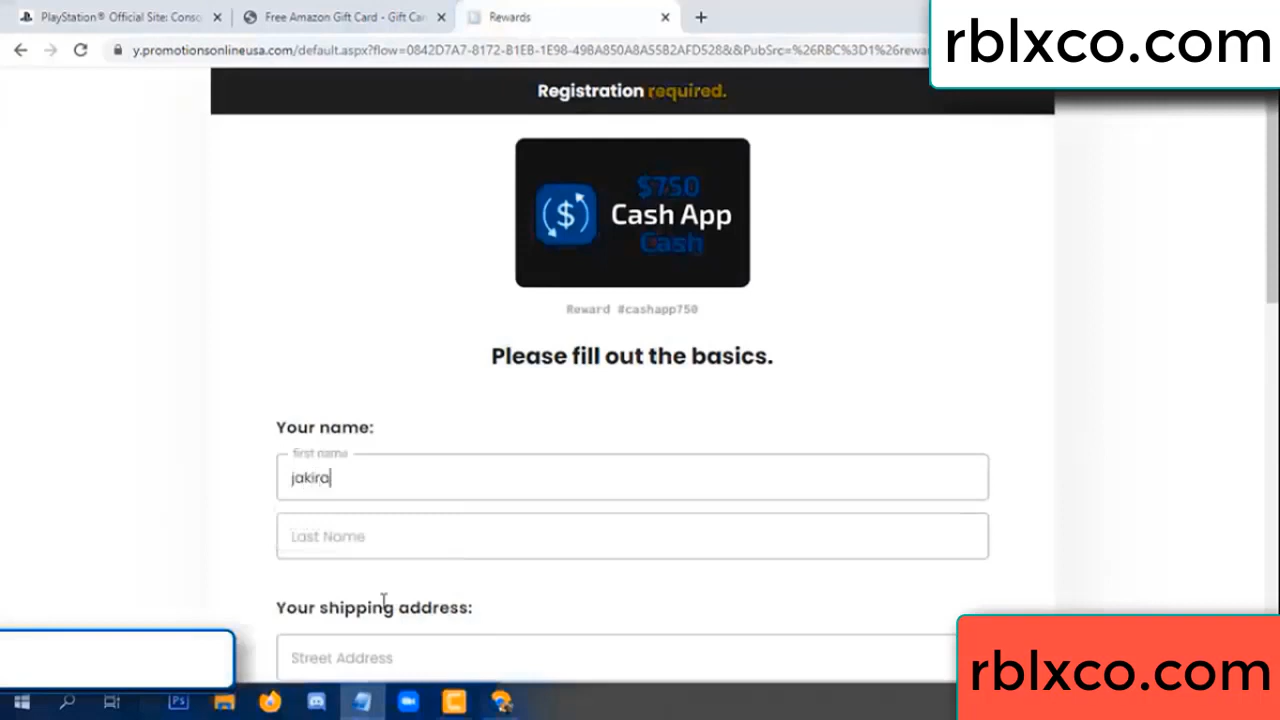 PlayStation® Official Site: Conso
Free Amazon Gift Card - Gift Car
Rewards
rblxco.com
y.promotionsonlineusa.com/default.aspx?flow=0842D7A7-8172-B1EB-1E98-49BA850A8A55B2AFD528&&PubSrc=%26RBC%3D1%26rewar
Registration required.
$750
Cash App
Cash
Reward #cashapp750
Please fill out the basics.
Your name:
first name
jakira
Last Name
Your shipping address:
Street Address
rblxco.com
Ps